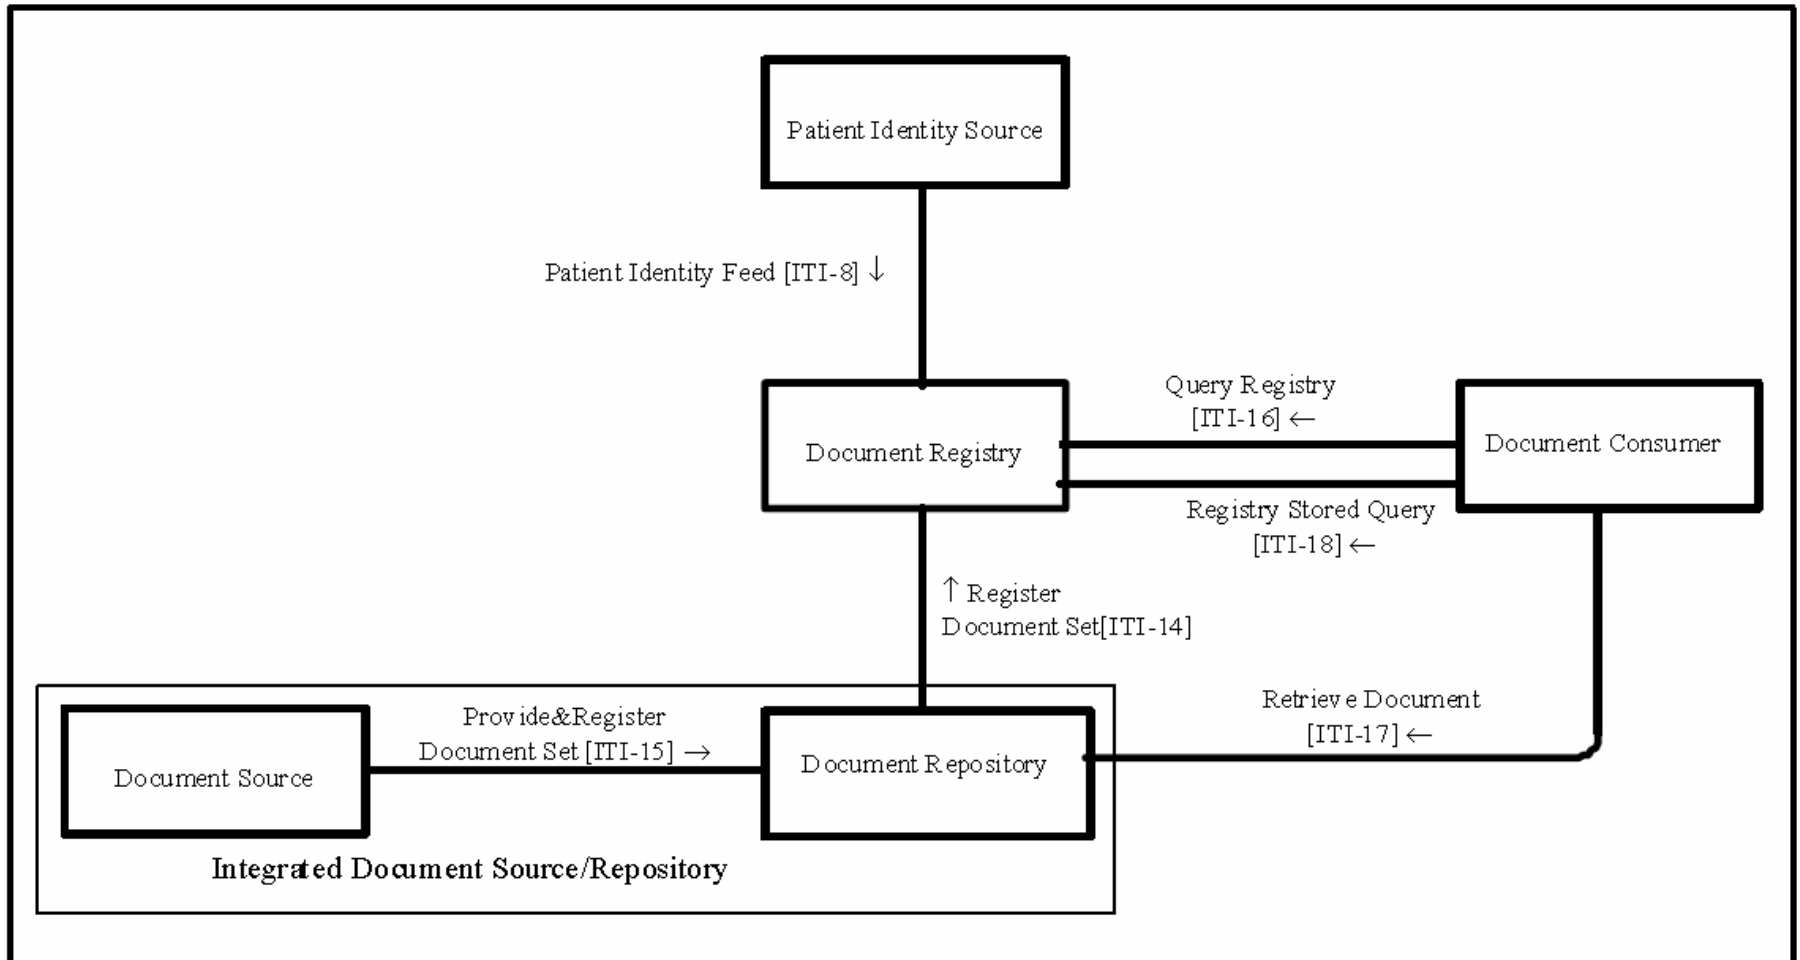 Patient Identity Source
Patient Identity Feed [ITI-8] ↓
Query Registry
[ITI-16] ←
Document Registry
Document Consumer
Registry Stored Query
[ITI-18] ←
↑ Register
Document Set[ITI-14]
Provide&Register
Document Set [ITI-15] →
Retrieve Document
[ITI-17] ←
Document Source
Document Repository
Integrated Document Source/Repository